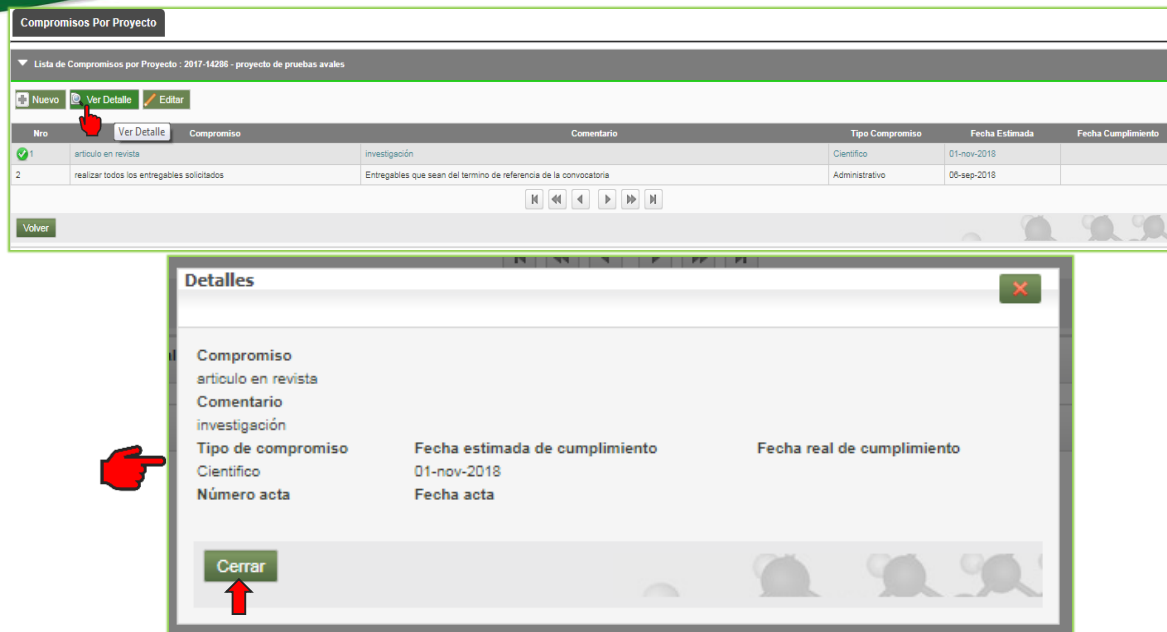 Compromisos Por Proyecto
Lista de Compromisos por Proyecto : 2017-14286 - proyecto de pruebas avales
Nuevo Ver Detalle Editar
Ver Detalle
Nro Compromiso Comentario Tipo Compromiso Fecha Estimada Fecha Cumplimiento
1 articulo en revista investigación Científico 01-nov-2018
2 realizar todos los entregables solicitados Entregables que sean del termino de referencia de la convocatoria Administrativo 06-sep-2018
Volver
Detalles
Compromiso
articulo en revista
Comentario
investigación
Tipo de compromiso Fecha estimada de cumplimiento Fecha real de cumplimiento
Cientifico 01-nov-2018
Número acta Fecha acta
Cerrar